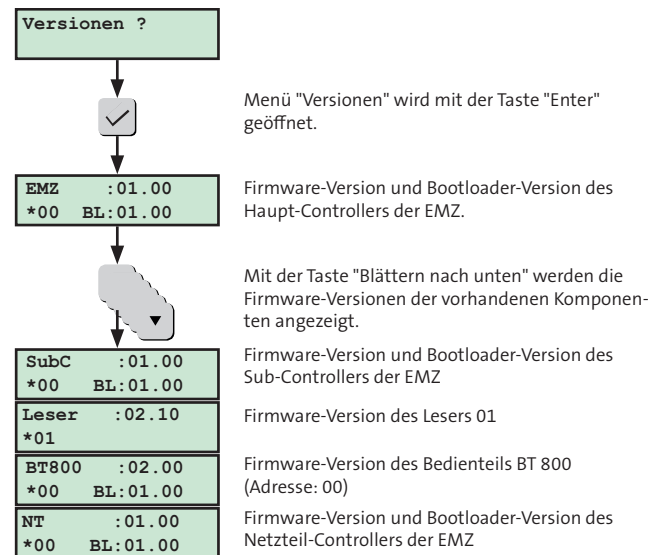 Versionen ?
Menü "Versionen" wird mit der Taste "Enter"
geöffnet.
EMZ :01.00
*00 BL:01.00
Firmware-Version und Bootloader-Version des
Haupt-Controllers der EMZ.
Mit der Taste "Blättern nach unten" werden die
Firmware-Versionen der vorhandenen Komponen-
ten angezeigt.
SubC :01.00
*00 BL:01.00
Firmware-Version und Bootloader-Version des
Sub-Controllers der EMZ
Leser :02.10
*01
Firmware-Version des Lesers 01
BT800 :02.00
*00 BL:01.00
Firmware-Version des Bedienteils BT 800
(Adresse: 00)
NT :01.00
*00 BL:01.00
Firmware-Version und Bootloader-Version des
Netzteil-Controllers der EMZ